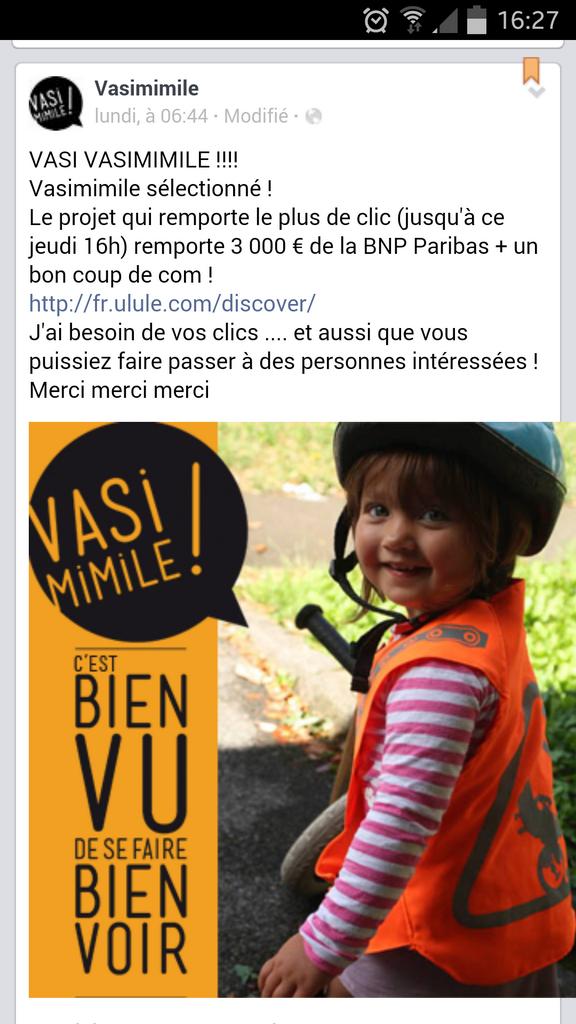 16:27
Vasimimile
lundi, à 06:44 · Modifié ·
VASI VASIMIMILE !!!!
Vasimimile sélectionné !
Le projet qui remporte le plus de clic (jusqu'à ce
jeudi 16h) remporte 3 000 € de la BNP Paribas + un
bon coup de com !
http://fr.ulule.com/discover/
J'ai besoin de vos clics .... et aussi que vous
puissiez faire passer à des personnes intéressées !
Merci merci merci
VASI
MIMILE !
C'EST
BIEN
VU
DE SE FAIRE
BIEN
VOIR